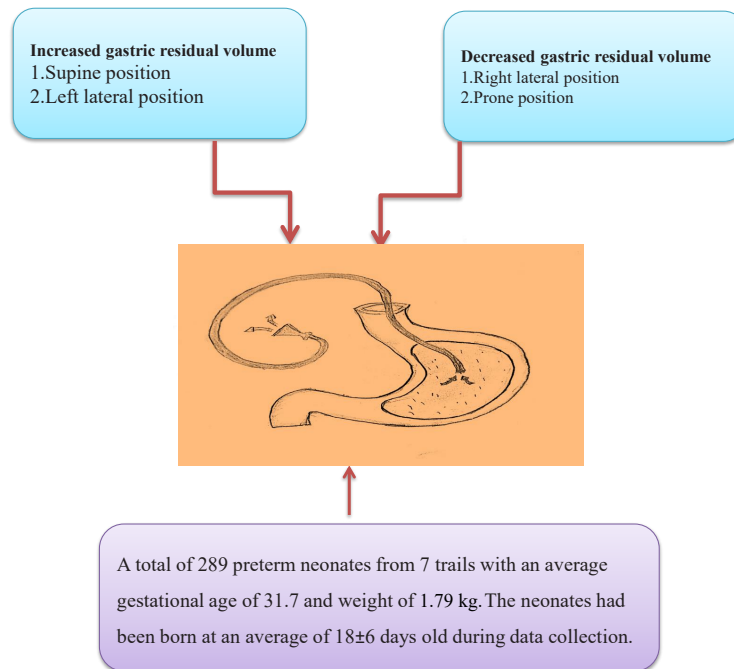 Increased gastric residual volume
1.Supine position
2.Left lateral position
Decreased gastric residual volume
1.Right lateral position
2.Prone position
A total of 289 preterm neonates from 7 trails with an average
gestational age of 31.7 and weight of 1.79 kg.The neonates had
been born at an average of 18±6 days old during data collection.